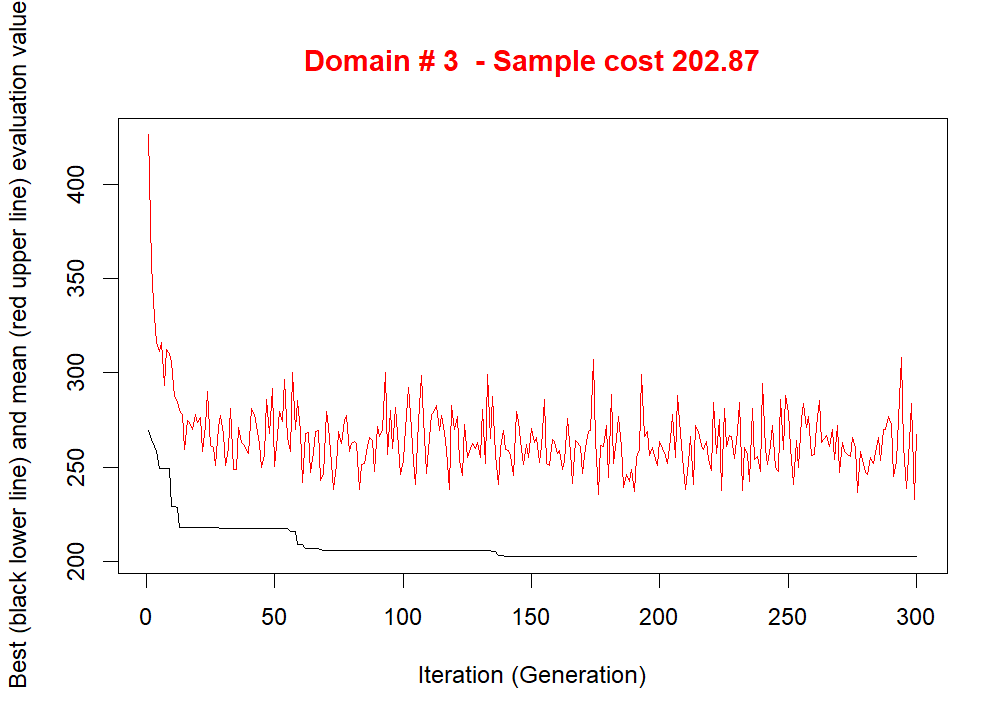 Domain # 3  - Sample cost 202.87
Best (black lower line) and mean (red upper line) evaluation value
400
350
300
250
200
0 50 100 150 200 250 300
Iteration (Generation)